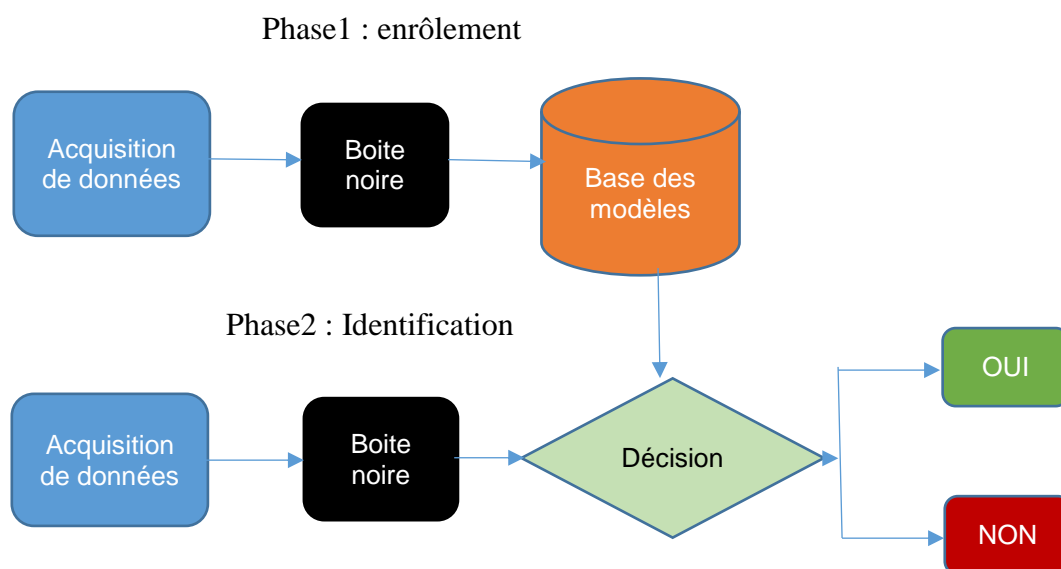 Phase1 : enrôlement
Acquisition
de données
Boite
noire
Base des
modèles
Phase2 : Identification
Acquisition
de données
Boite
noire
Décision
OUI
NON